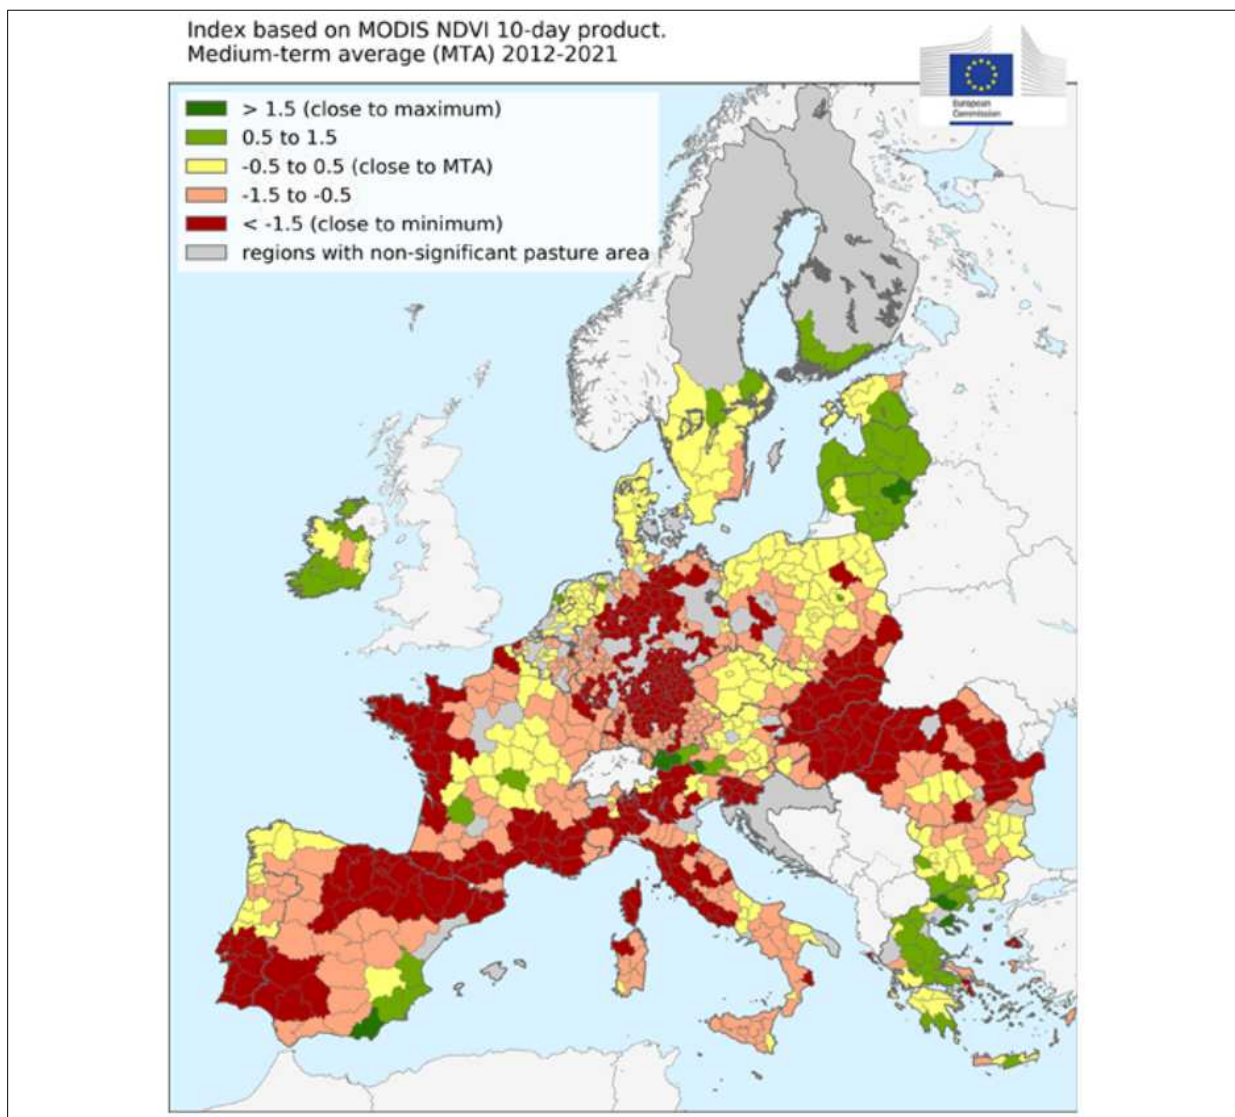 Index based on MODIS NDVI 10-day product.
Medium-term average (MTA) 2012-2021
European
Commission
> 1.5 (close to maximum)
0.5 to 1.5
-0.5 to 0.5 (close to MTA)
-1.5 to -0.5
< -1.5 (close to minimum)
regions with non-significant pasture area